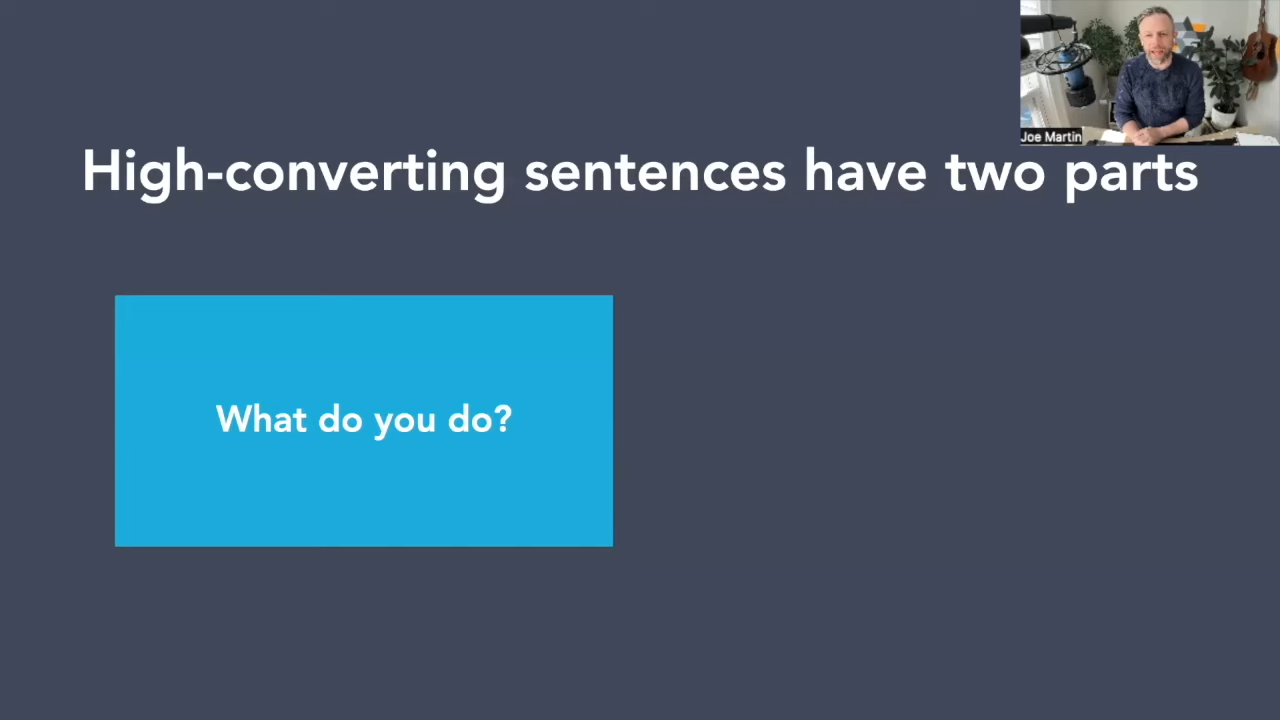 High-converting sentences have two parts
What do you do?
Joe Martin